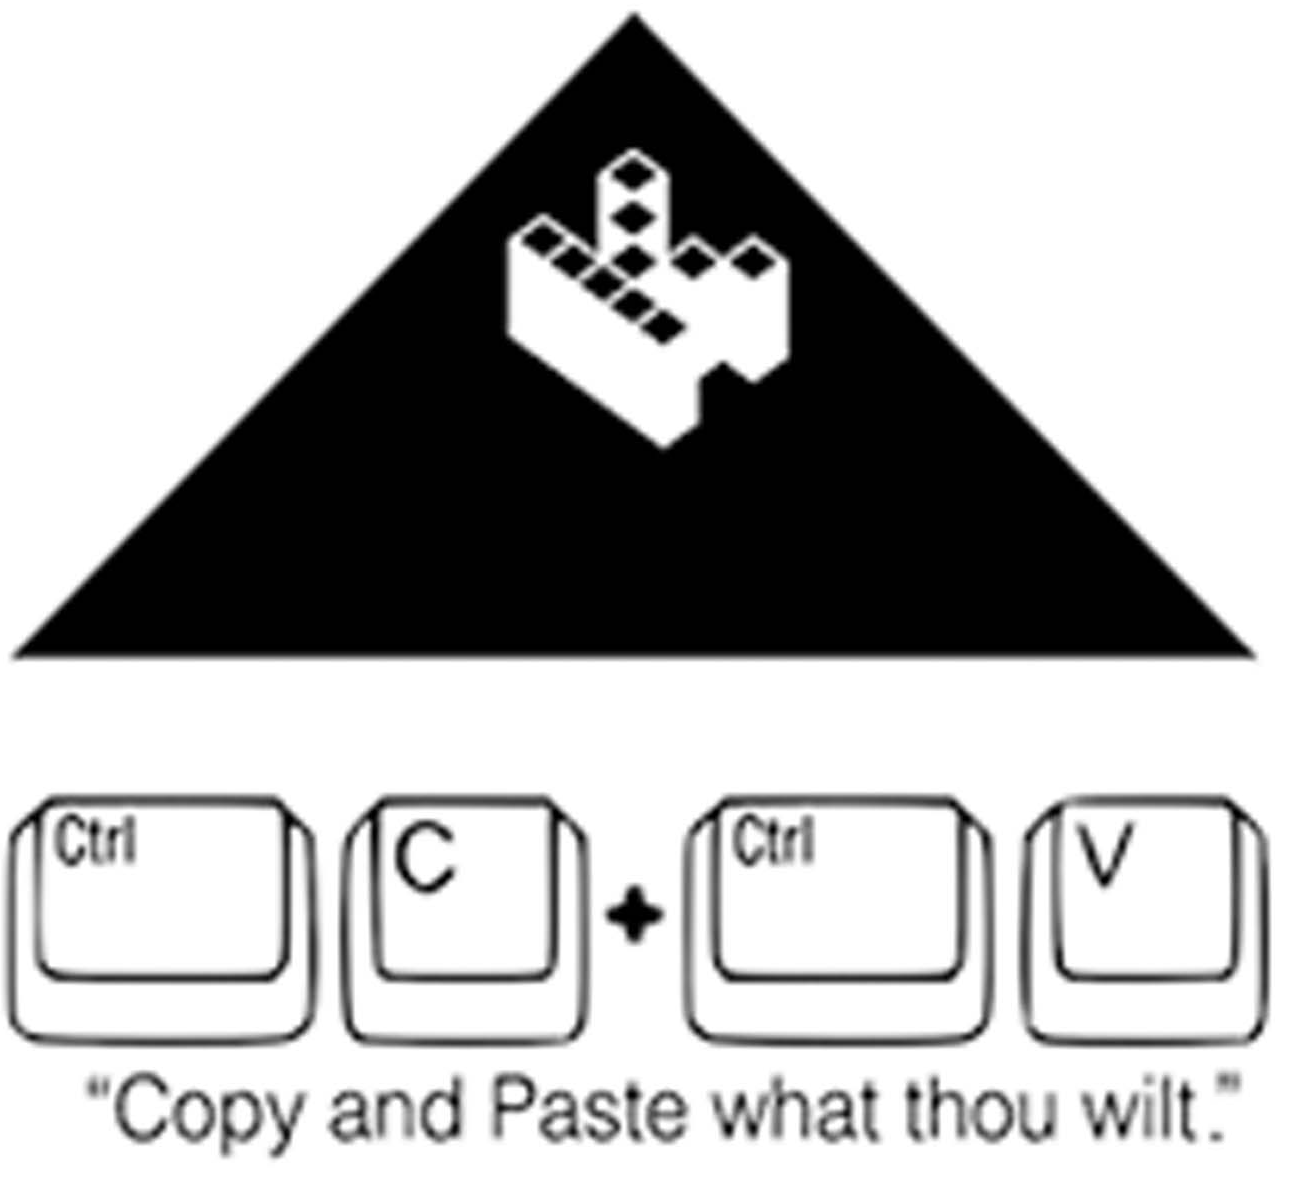 Ctrl C + Ctrl V
“Copy and Paste what thou wilt.”